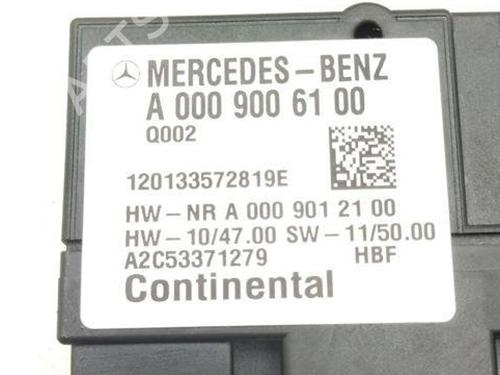 MERCEDES-BENZ
A 000 900 61 00
Q002
120133572819E
HW-NR A 000 901 21 00
HW-10/47.00 SW-11/50.00
A2C53371279 HBF
Continental